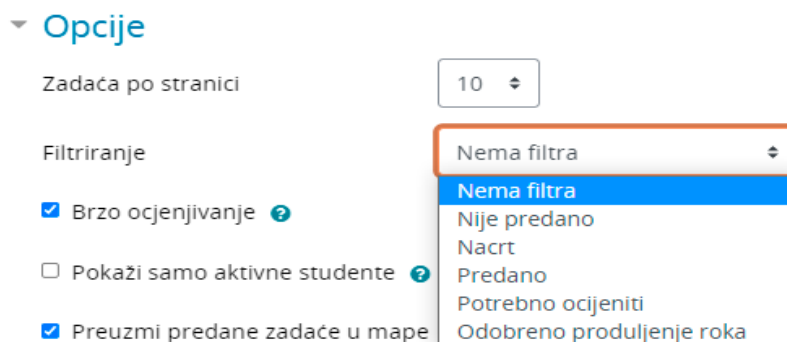 Opcije
Zadaća po stranici
10
Filtriranje
Nema filtra
Nema filtra
Nije predano
Nacrt
Predano
Potrebno ocijeniti
Odobreno produljenje roka
Brzo ocjenjivanje ?
Pokaži samo aktivne studente ?
Preuzmi predane zadaće u mape